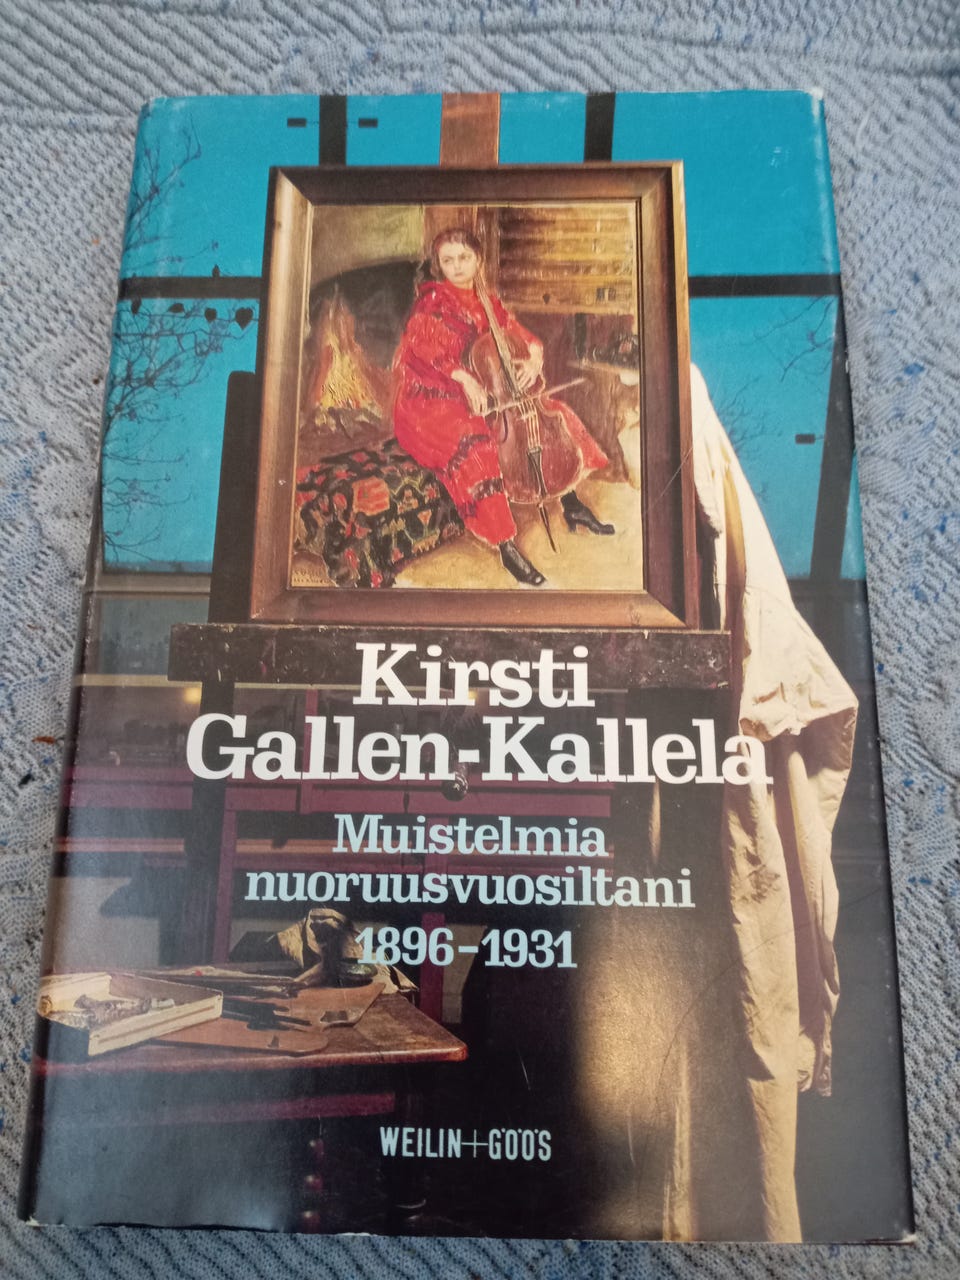 Kirsti
Gallen-Kallela
Muistelmia
nuoruusvuosiltani
1896-1931
WEILIN+GÖÖS